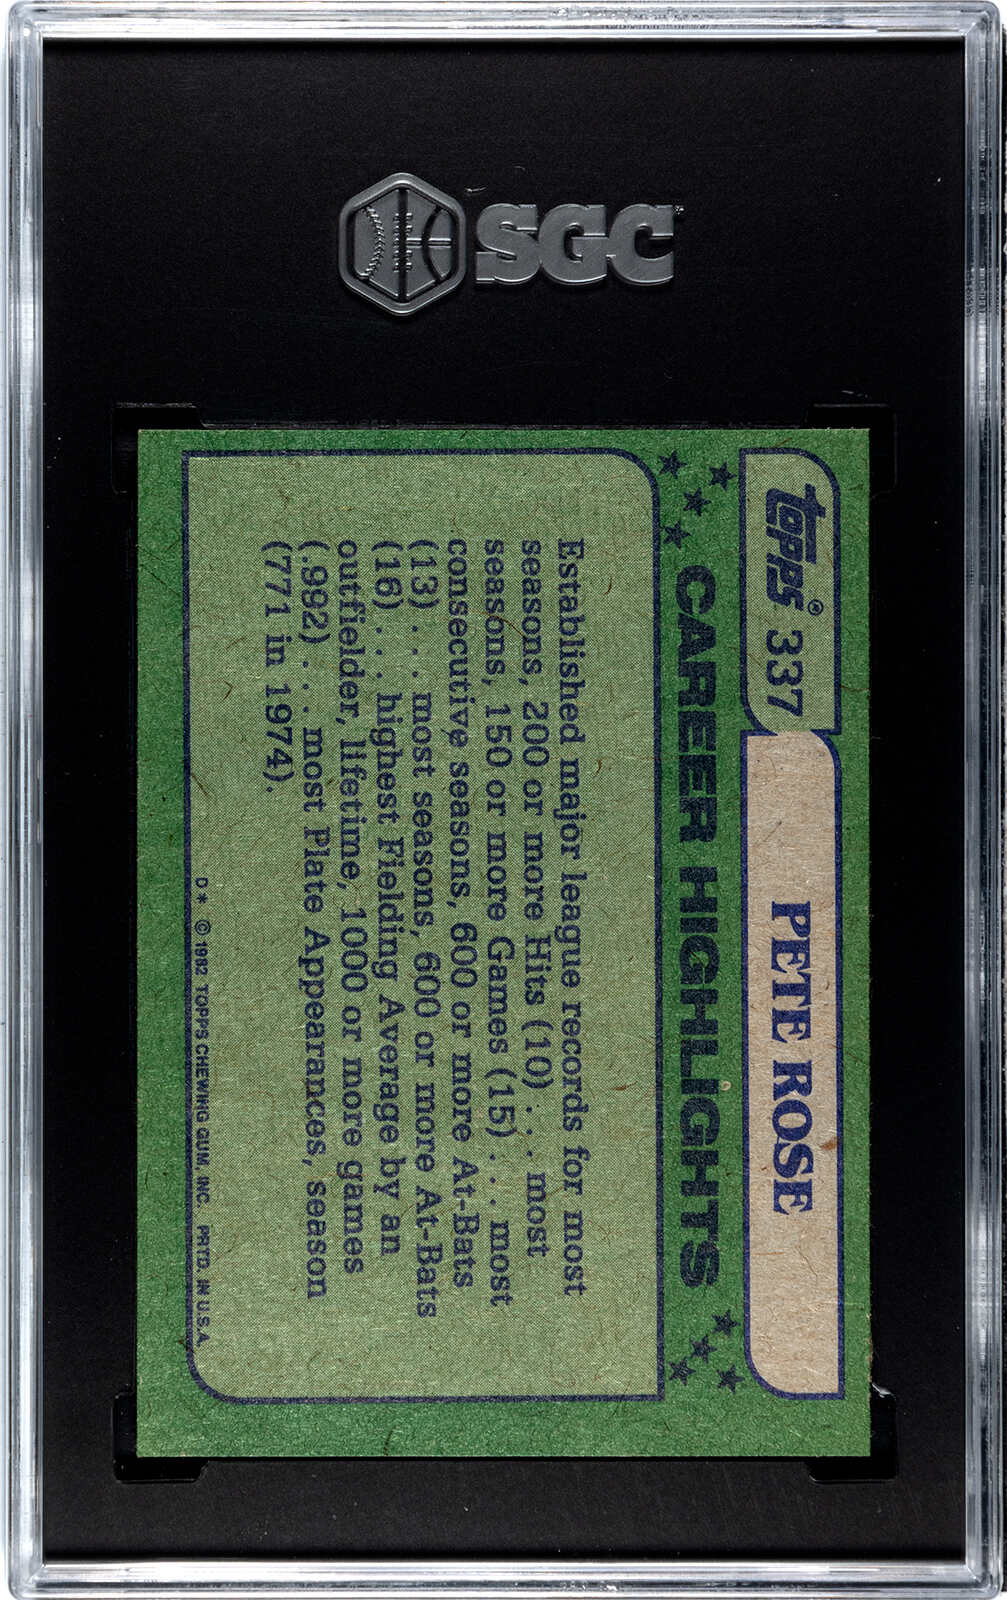 SGC™
topps® 337
PETE ROSE
CAREER HIGHLIGHTS
Established major league records for most
seasons, 200 or more Hits (10) . . . most
seasons, 150 or more Games (15) . . . most
consecutive seasons, 600 or more At-Bats
(13) . . . most seasons, 600 or more At-Bats
(16) . . . highest Fielding Average by an
outfielder, lifetime, 1000 or more games
(.992) . . . most Plate Appearances, season
(771 in 1974).
D* © 1982 TOPPS CHEWING GUM, INC. PRTD. IN U.S.A.